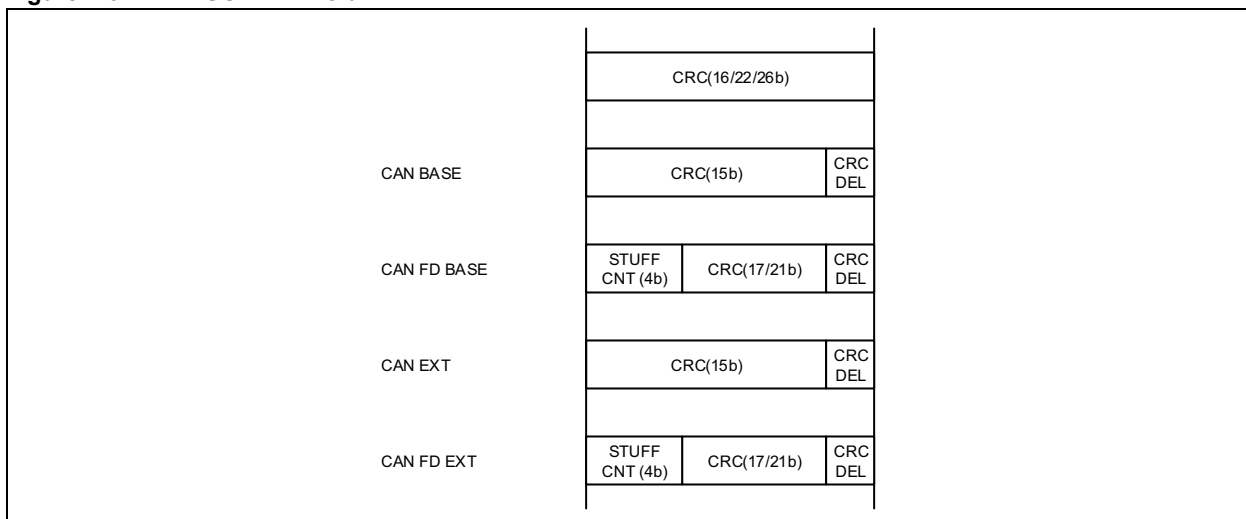 CRC(16/22/26b)
CAN BASE
CRC(15b)
CRC
DEL
CAN FD BASE
STUFF
CNT (4b)
CRC(17/21b)
CRC
DEL
CAN EXT
CRC(15b)
CRC
DEL
CAN FD EXT
STUFF
CNT (4b)
CRC(17/21b)
CRC
DEL